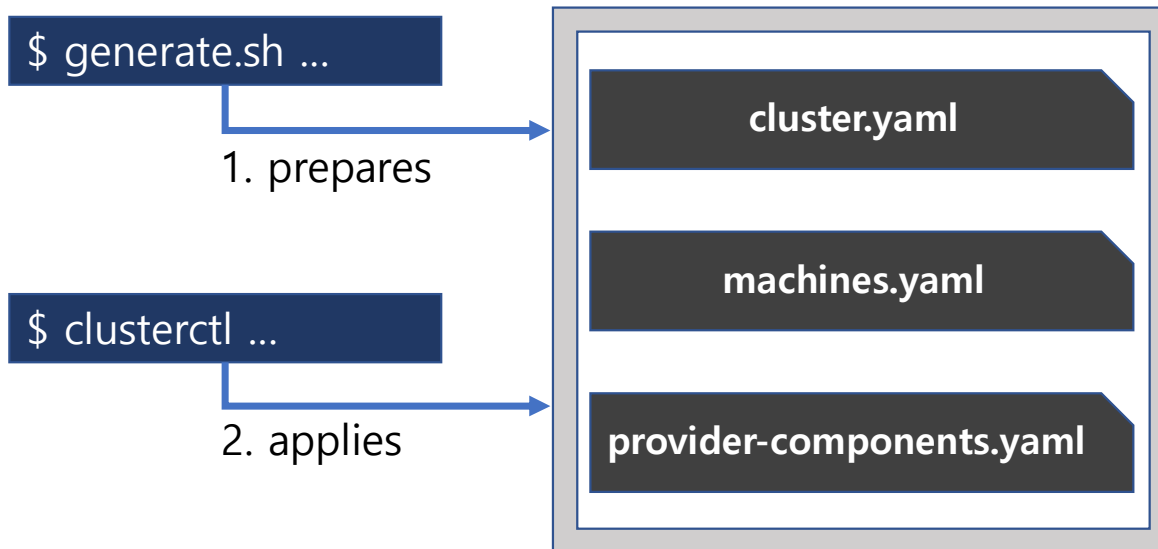 $ generate.sh ...
1. prepares
$ clusterctl ...
2. applies
cluster.yaml
machines.yaml
provider-components.yaml